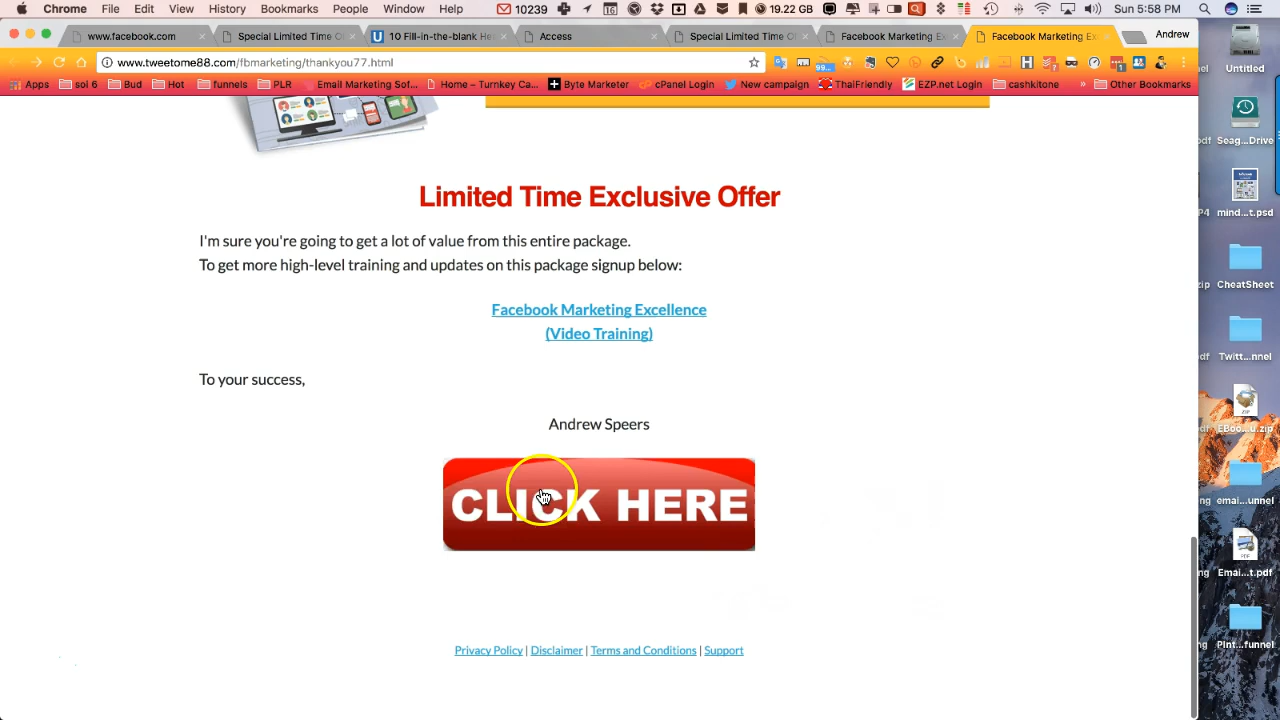 Chrome File Edit View History Bookmarks People Window Help 10239 16 19.22 GB Sun 5:58 PM
www.facebook.com Special Limited Time O 10 Fill-in-the-blank He Access Special Limited Time O Facebook Marketing Ex Facebook Marketing Ex Andrew
www.tweetome88.com/fbmarketing/thankyou77.html
Apps sol 6 Bud Hot funnels PLR Email Marketing Sof... Home – Turnkey Ca... Byte Marketer cPanel Login New campaign ThaiFriendly EZP.net Login cashkitone » Other Bookmarks
Limited Time Exclusive Offer
I'm sure you're going to get a lot of value from this entire package.
To get more high-level training and updates on this package signup below:
Facebook Marketing Excellence
(Video Training)
To your success,
Andrew Speers
CLICK HERE
Privacy Policy | Disclaimer | Terms and Conditions | Support
Untitled
Seag...Drive
mind...t.psd
CheatSheet
Twitt...nnel
EBoo...u.zip
emai...unnel
PDF
Emai...t.pdf
Pint...funnel